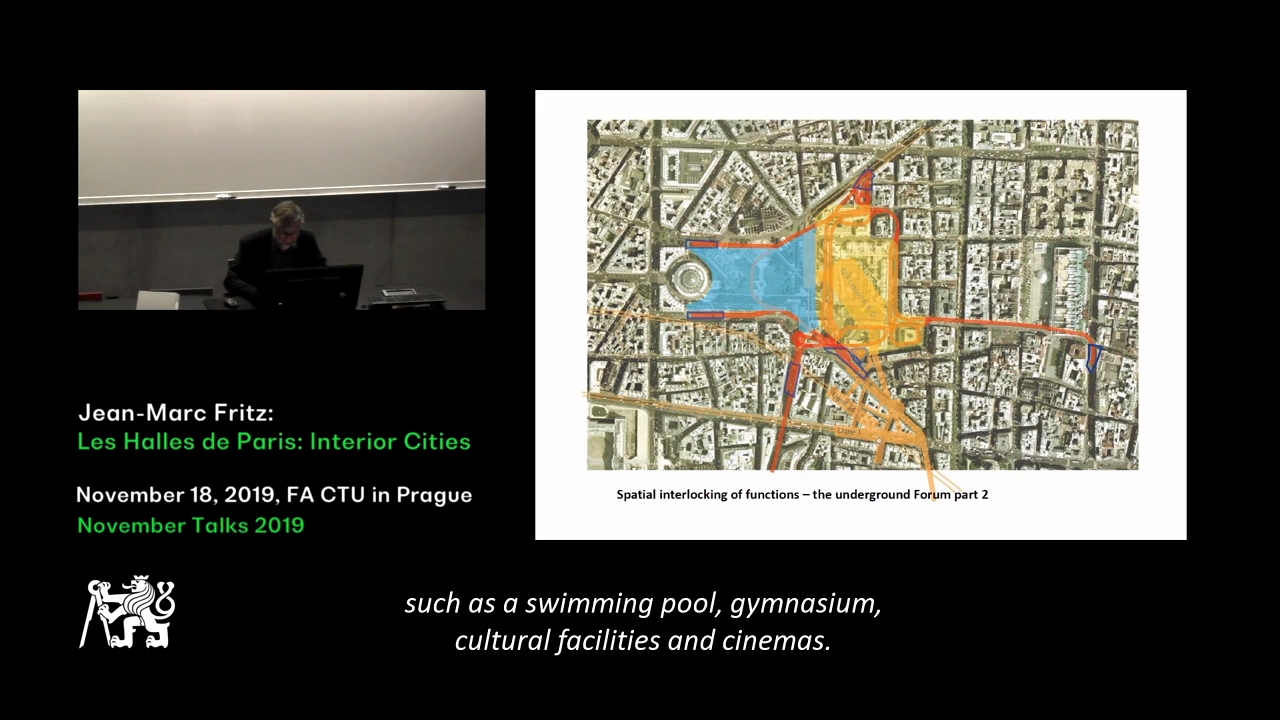 Jean-Marc Fritz:
Les Halles de Paris: Interior Cities
November 18, 2019, FA CTU in Prague
November Talks 2019
Spatial interlocking of functions – the underground Forum part 2
such as a swimming pool, gymnasium,
cultural facilities and cinemas.